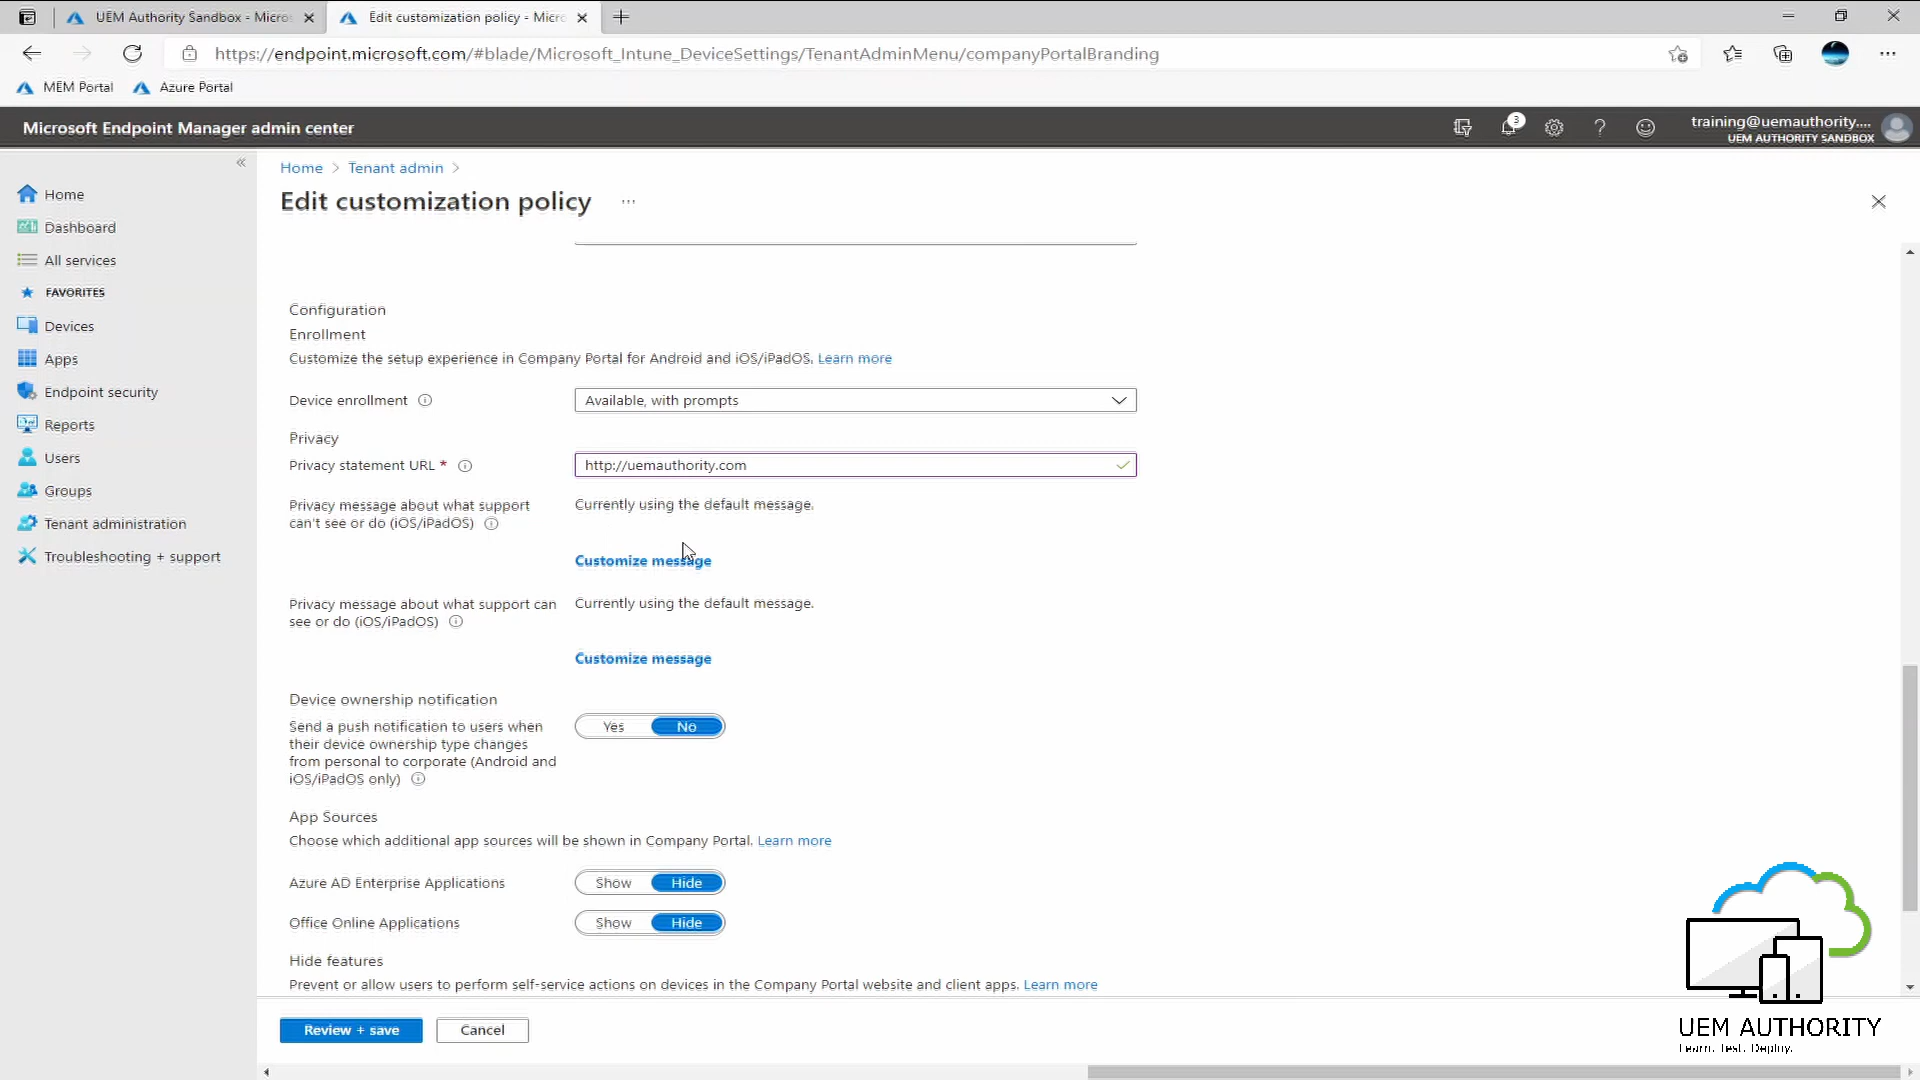 UEM Authority Sandbox - Micros
Edit customization policy - Micro
https://endpoint.microsoft.com/#blade/Microsoft_Intune_DeviceSettings/TenantAdminMenu/companyPortalBranding
MEM Portal
Azure Portal
Microsoft Endpoint Manager admin center
3
training@uemauthority....
UEM AUTHORITY SANDBOX
Home
Dashboard
All services
FAVORITES
Devices
Apps
Endpoint security
Reports
Users
Groups
Tenant administration
Troubleshooting + support
Home > Tenant admin >
Edit customization policy ...
Configuration
Enrollment
Customize the setup experience in Company Portal for Android and iOS/iPadOS. Learn more
Device enrollment
Available, with prompts
Privacy
Privacy statement URL *
http://uemauthority.com
Privacy message about what support
can't see or do (iOS/iPadOS)
Currently using the default message.
Customize message
Privacy message about what support can
see or do (iOS/iPadOS)
Currently using the default message.
Customize message
Device ownership notification
Send a push notification to users when
their device ownership type changes
from personal to corporate (Android and
iOS/iPadOS only)
Yes No
App Sources
Choose which additional app sources will be shown in Company Portal. Learn more
Azure AD Enterprise Applications
Show Hide
Office Online Applications
Show Hide
Hide features
Prevent or allow users to perform self-service actions on devices in the Company Portal website and client apps. Learn more
Review + save
Cancel
UEM AUTHORITY
Learn. Test. Deploy.